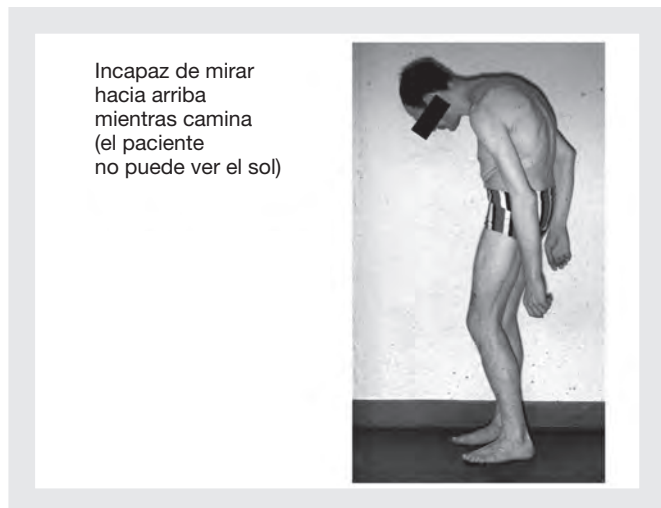 Incapaz de mirar
hacia arriba
mientras camina
(el paciente
no puede ver el sol)